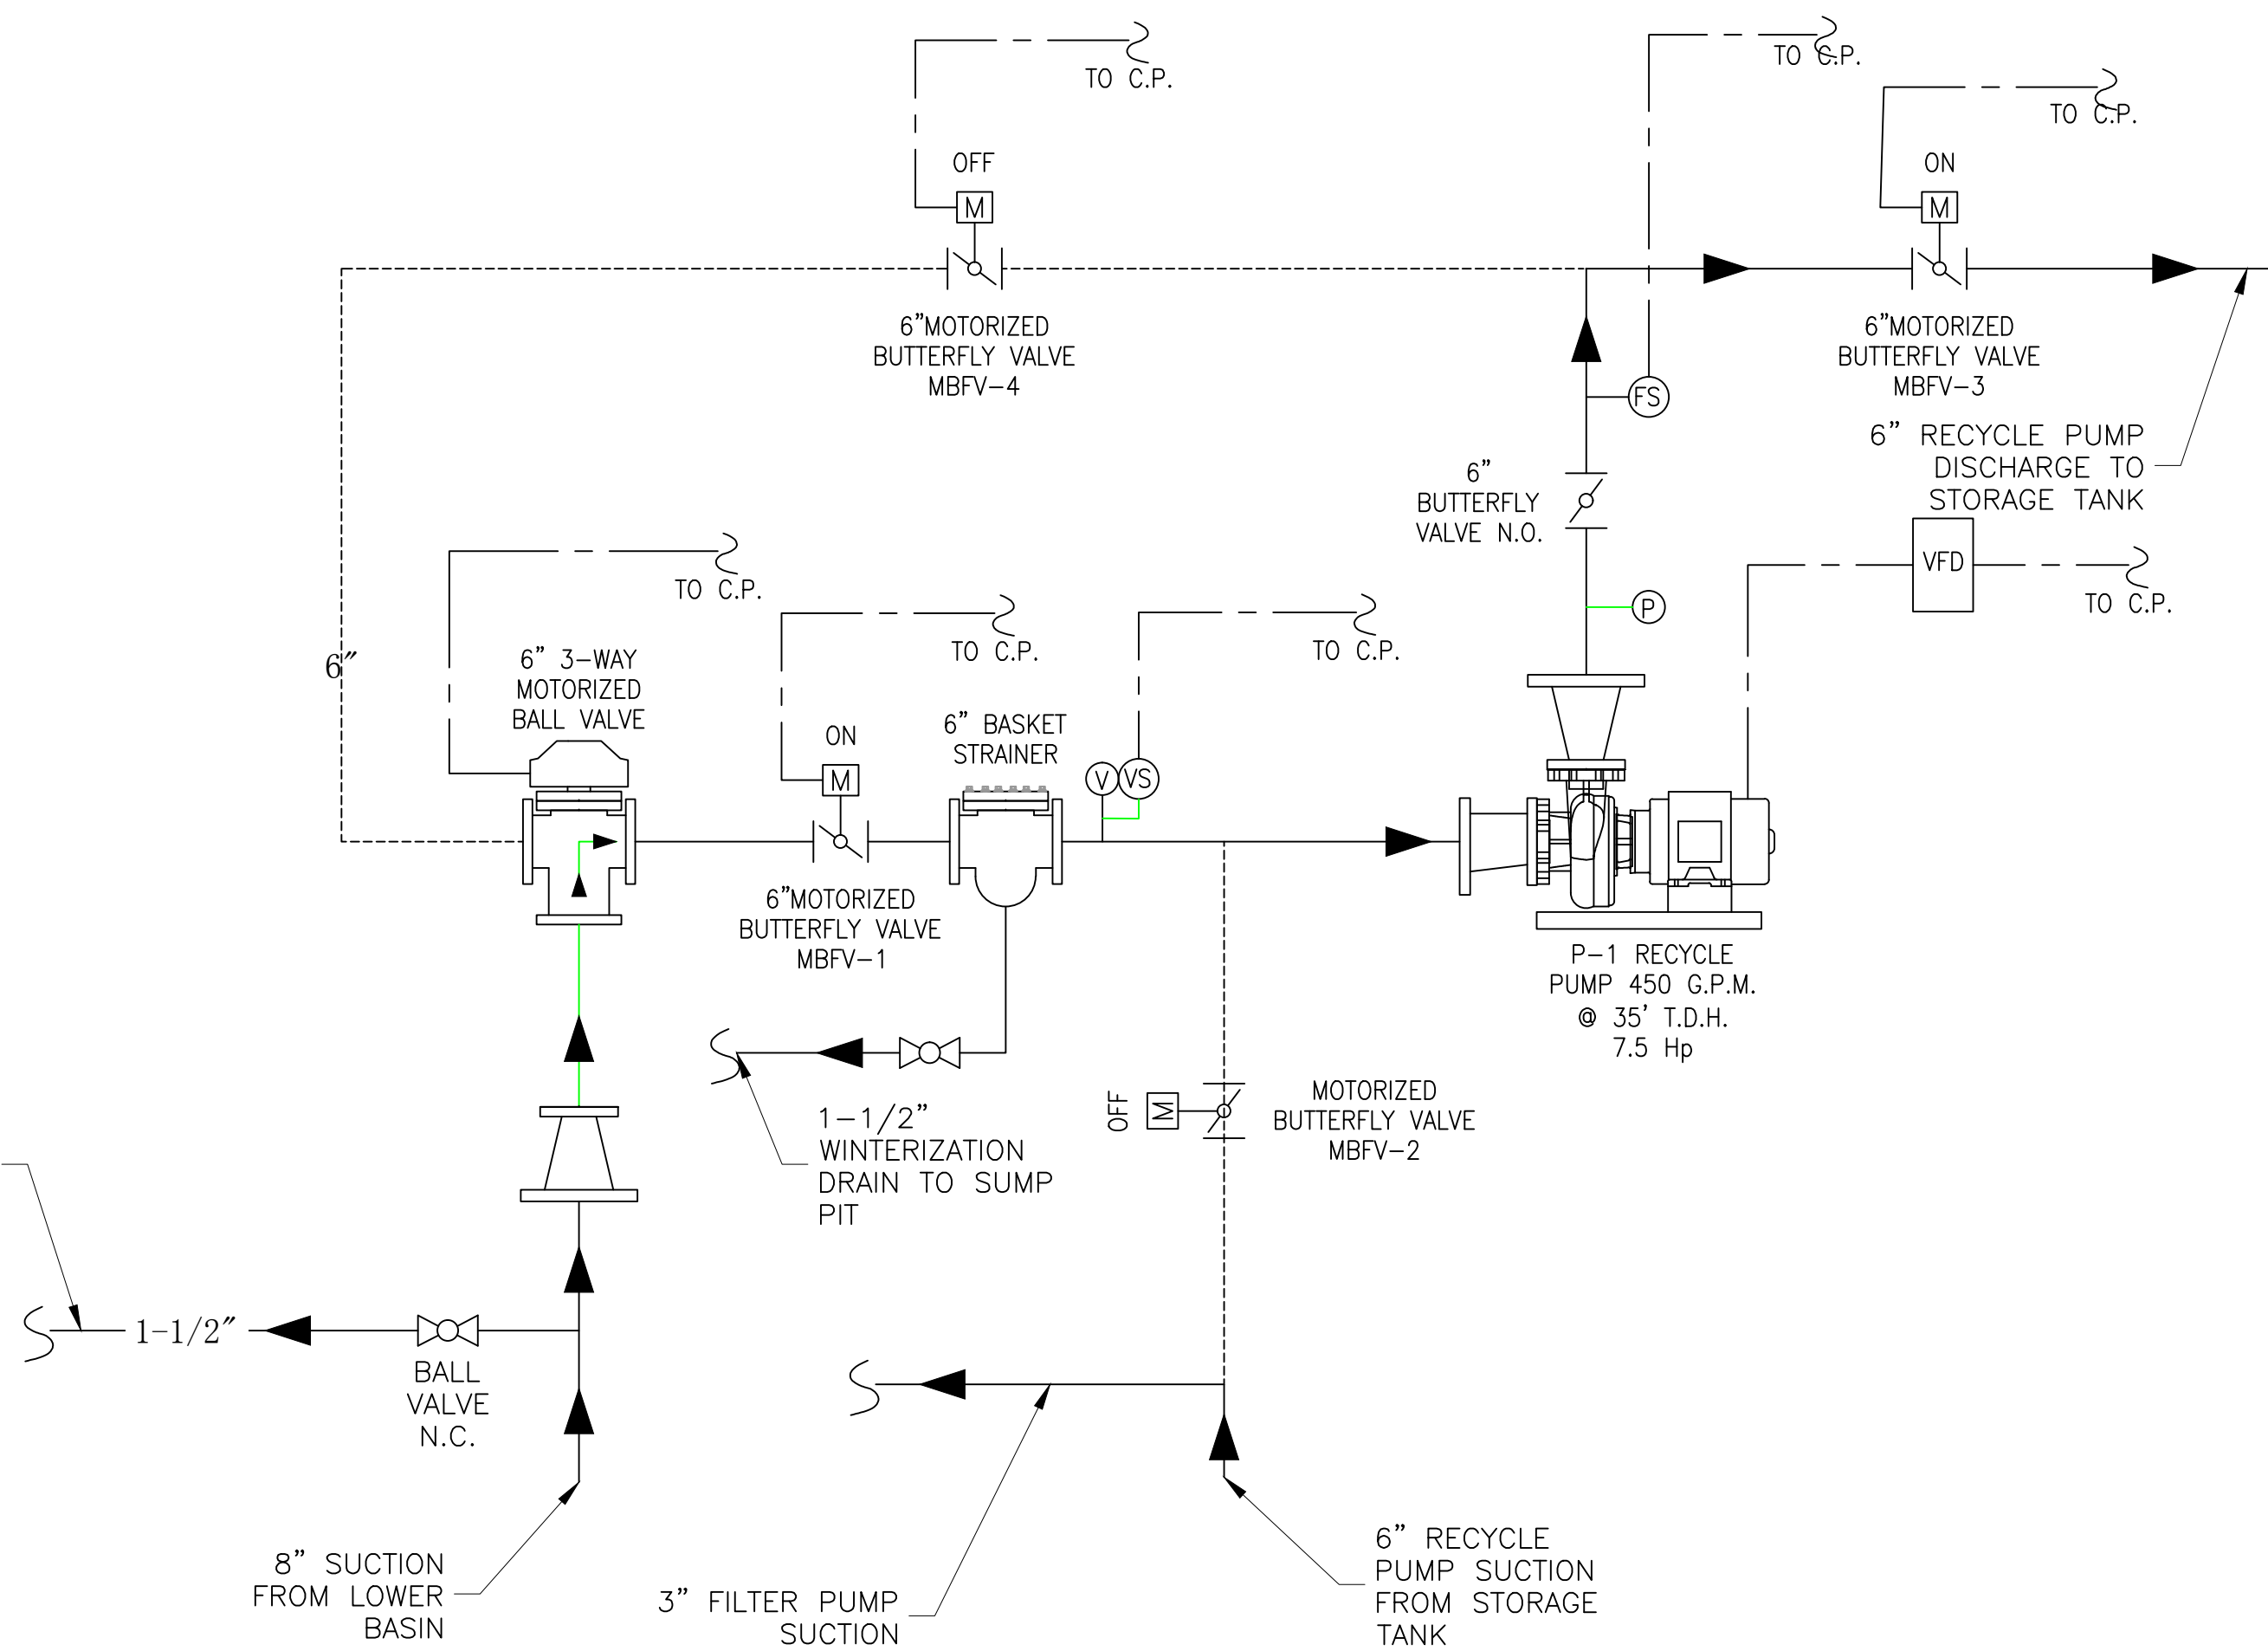 TO C.P.
TO C.P.
TO C.P.
OFF
ON
M
M
6”MOTORIZED
BUTTERFLY VALVE
MBFV-4
6”MOTORIZED
BUTTERFLY VALVE
MBFV-3
FS
6” RECYCLE PUMP
DISCHARGE TO
STORAGE TANK
6”
BUTTERFLY
VALVE N.O.
VFD
TO C.P.
P
TO C.P.
TO C.P.
TO C.P.
6"
6” 3-WAY
MOTORIZED
BALL VALVE
ON
M
6” BASKET
STRAINER
V
VS
6”MOTORIZED
BUTTERFLY VALVE
MBFV-1
P-1 RECYCLE
PUMP 450 G.P.M.
@ 35' T.D.H.
7.5 Hp
1-1/2”
WINTERIZATION
DRAIN TO SUMP
PIT
OFF
M
MOTORIZED
BUTTERFLY VALVE
MBFV-2
1-1/2"
BALL
VALVE
N.C.
8” SUCTION
FROM LOWER
BASIN
3” FILTER PUMP
SUCTION
6” RECYCLE
PUMP SUCTION
FROM STORAGE
TANK